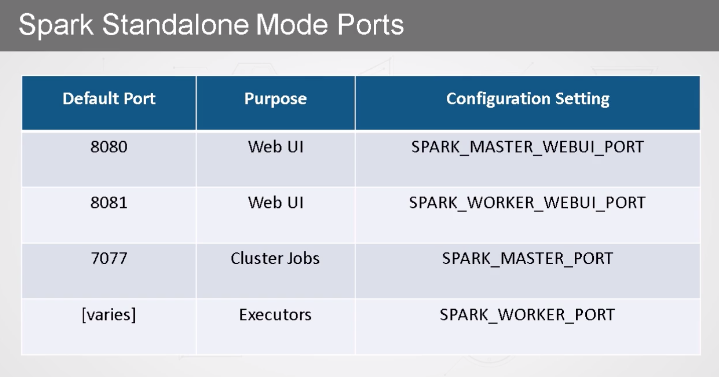 Spark Standalone Mode Ports
Default Port Purpose Configuration Setting
8080 Web UI SPARK_MASTER_WEBUI_PORT
8081 Web UI SPARK_WORKER_WEBUI_PORT
7077 Cluster Jobs SPARK_MASTER_PORT
[varies] Executors SPARK_WORKER_PORT